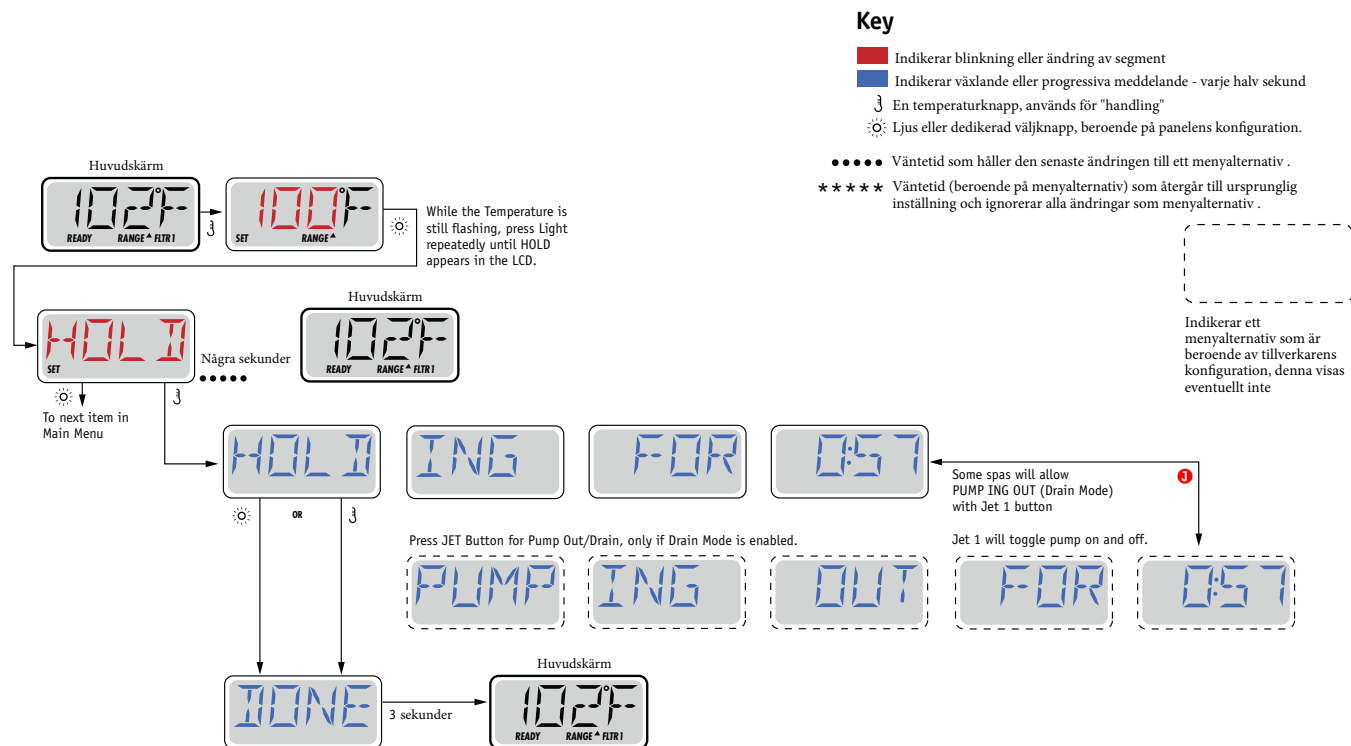 Key
Indikerar blinkning eller ändring av segment
Indikerar växlande eller progressiva meddelande - varje halv sekund
En temperaturknapp, används för "handling"
Ljus eller dedikerad väljknapp, beroende på panelens konfiguration.
••••• Väntetid som håller den senaste ändringen till ett menyalternativ .
***** Väntetid (beroende på menyalternativ) som återgår till ursprunglig
inställning och ignorerar alla ändringar som menyalternativ .
Indikerar ett
menyalternativ som är
beroende av tillverkarens
konfiguration, denna visas
eventuellt inte
Huvudskärm
102°F
READY RANGE FLTR1
100°F
SET RANGE
While the Temperature is
still flashing, press Light
repeatedly until HOLD
appears in the LCD.
HOLD
SET
Några sekunder
•••••
Huvudskärm
102°F
READY RANGE FLTR1
To next item in
Main Menu
HOLD
ING
FOR
0:57
Some spas will allow
PUMP ING OUT (Drain Mode)
with Jet 1 button
J
OR
Press JET Button for Pump Out/Drain, only if Drain Mode is enabled.
Jet 1 will toggle pump on and off.
PUMP
ING
OUT
FOR
0:57
DONE
3 sekunder
Huvudskärm
102°F
READY RANGE FLTR1